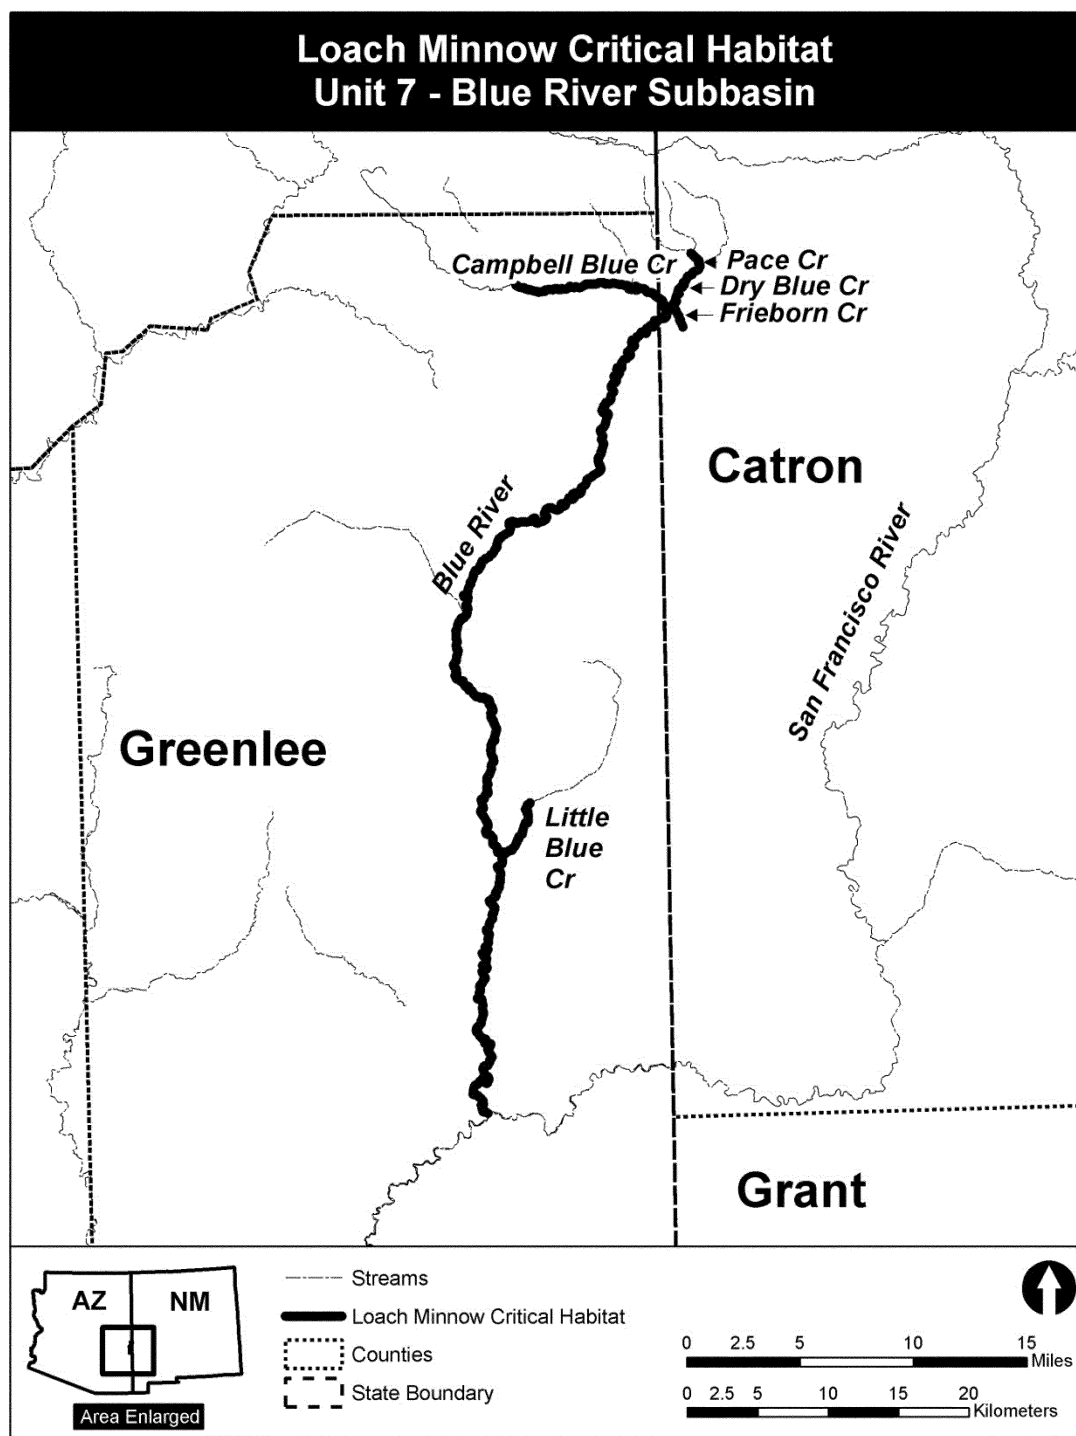 Loach Minnow Critical Habitat
Unit 7 - Blue River Subbasin
Campbell Blue Cr
Pace Cr
Dry Blue Cr
Frieborn Cr
Catron
Blue River
San Francisco River
Greenlee
Little
Blue
Cr
Grant
AZ
NM
Area Enlarged
Streams
Loach Minnow Critical Habitat
Counties
State Boundary
0 2.5 5 10 15
Miles
0 2.5 5 10 15 20
Kilometers